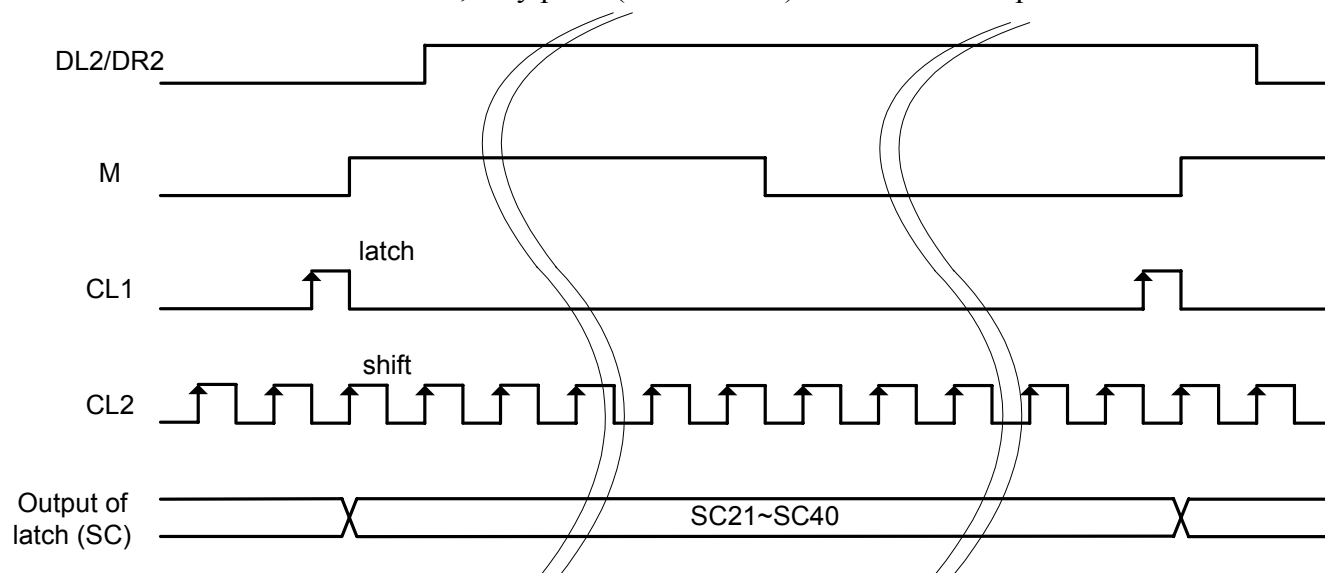 DL2/DR2
M
latch
CL1
shift
CL2
Output of
latch (SC)
SC21~SC40